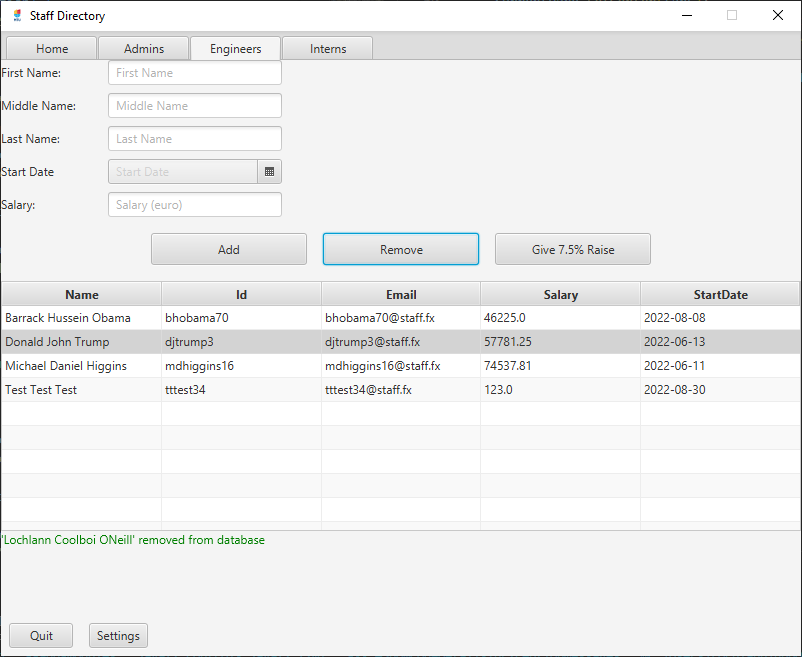 Staff Directory
Home Admins Engineers Interns
First Name: First Name
Middle Name: Middle Name
Last Name: Last Name
Start Date Start Date
Salary: Salary (euro)
Add Remove Give 7.5% Raise
Name Id Email Salary StartDate
Barrack Hussein Obama bhobama70 bhobama70@staff.fx 46225.0 2022-08-08
Donald John Trump djtrump3 djtrump3@staff.fx 57781.25 2022-06-13
Michael Daniel Higgins mdhiggins16 mdhiggins16@staff.fx 74537.81 2022-06-11
Test Test Test tttest34 tttest34@staff.fx 123.0 2022-08-30
'Lochlann Coolboi ONeill' removed from database
Quit Settings